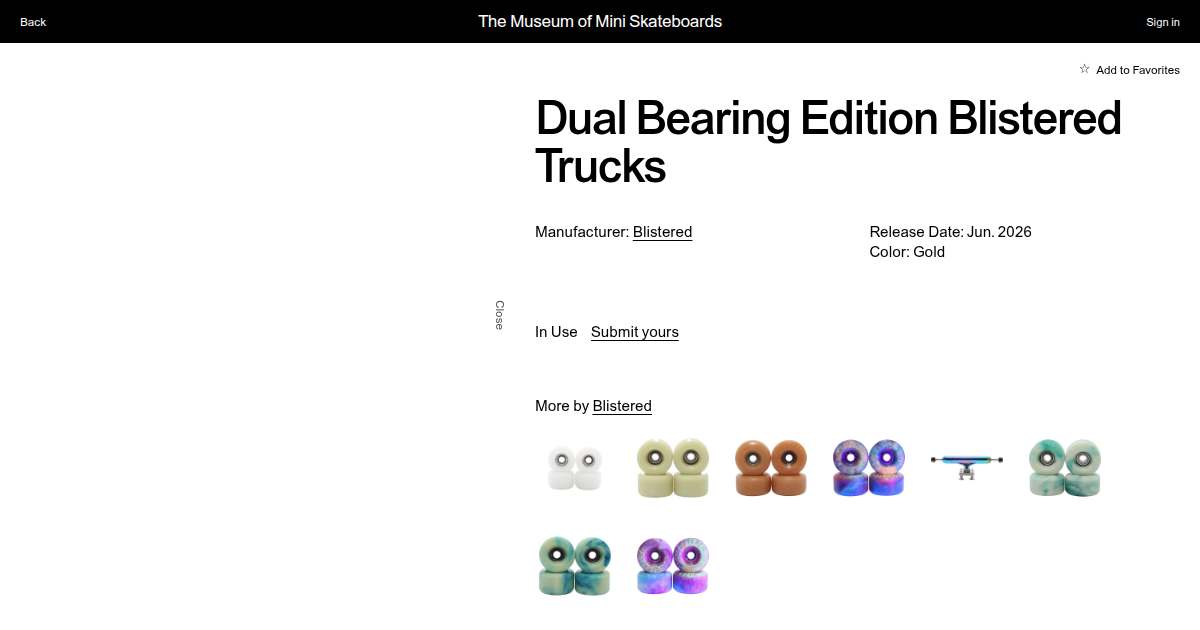 Back
The Museum of Mini Skateboards
Sign in
☆ Add to Favorites
Dual Bearing Edition Blistered
Trucks
Manufacturer: Blistered
Release Date: Jun. 2026
Color: Gold
Close
In Use Submit yours
More by Blistered